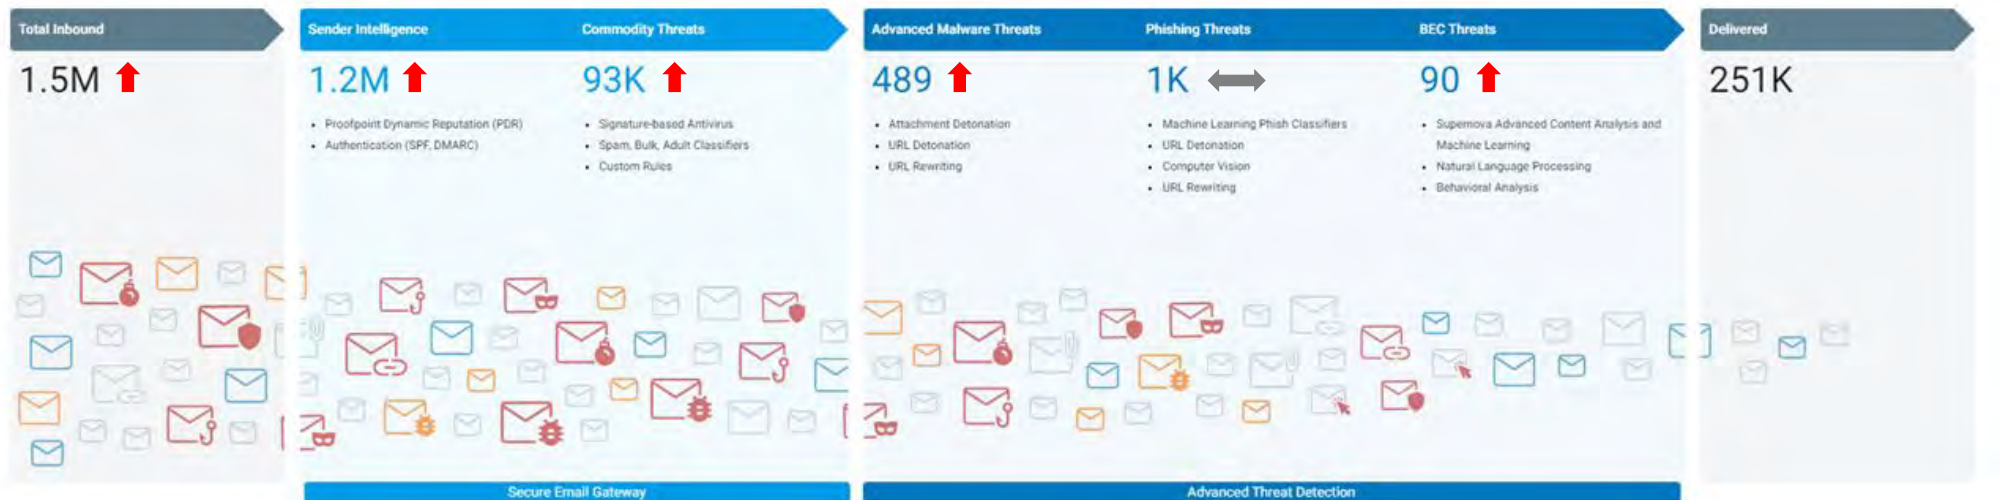 Total Inbound
1.5M
Sender Intelligence
1.2M
• Proofpoint Dynamic Reputation (PDR)
• Authentication (SPF, DMARC)
Commodity Threats
93K
• Signature-based Antivirus
• Spam, Bulk, Adult Classifiers
• Custom Rules
Secure Email Gateway
Advanced Malware Threats
489
• Attachment Detonation
• URL Detonation
• URL Rewriting
Phishing Threats
1K
• Machine Learning Phish Classifiers
• URL Detonation
• Computer Vision
• URL Rewriting
BEC Threats
90
• Supernova Advanced Content Analysis and
Machine Learning
• Natural Language Processing
• Behavioral Analysis
Advanced Threat Detection
Delivered
251K